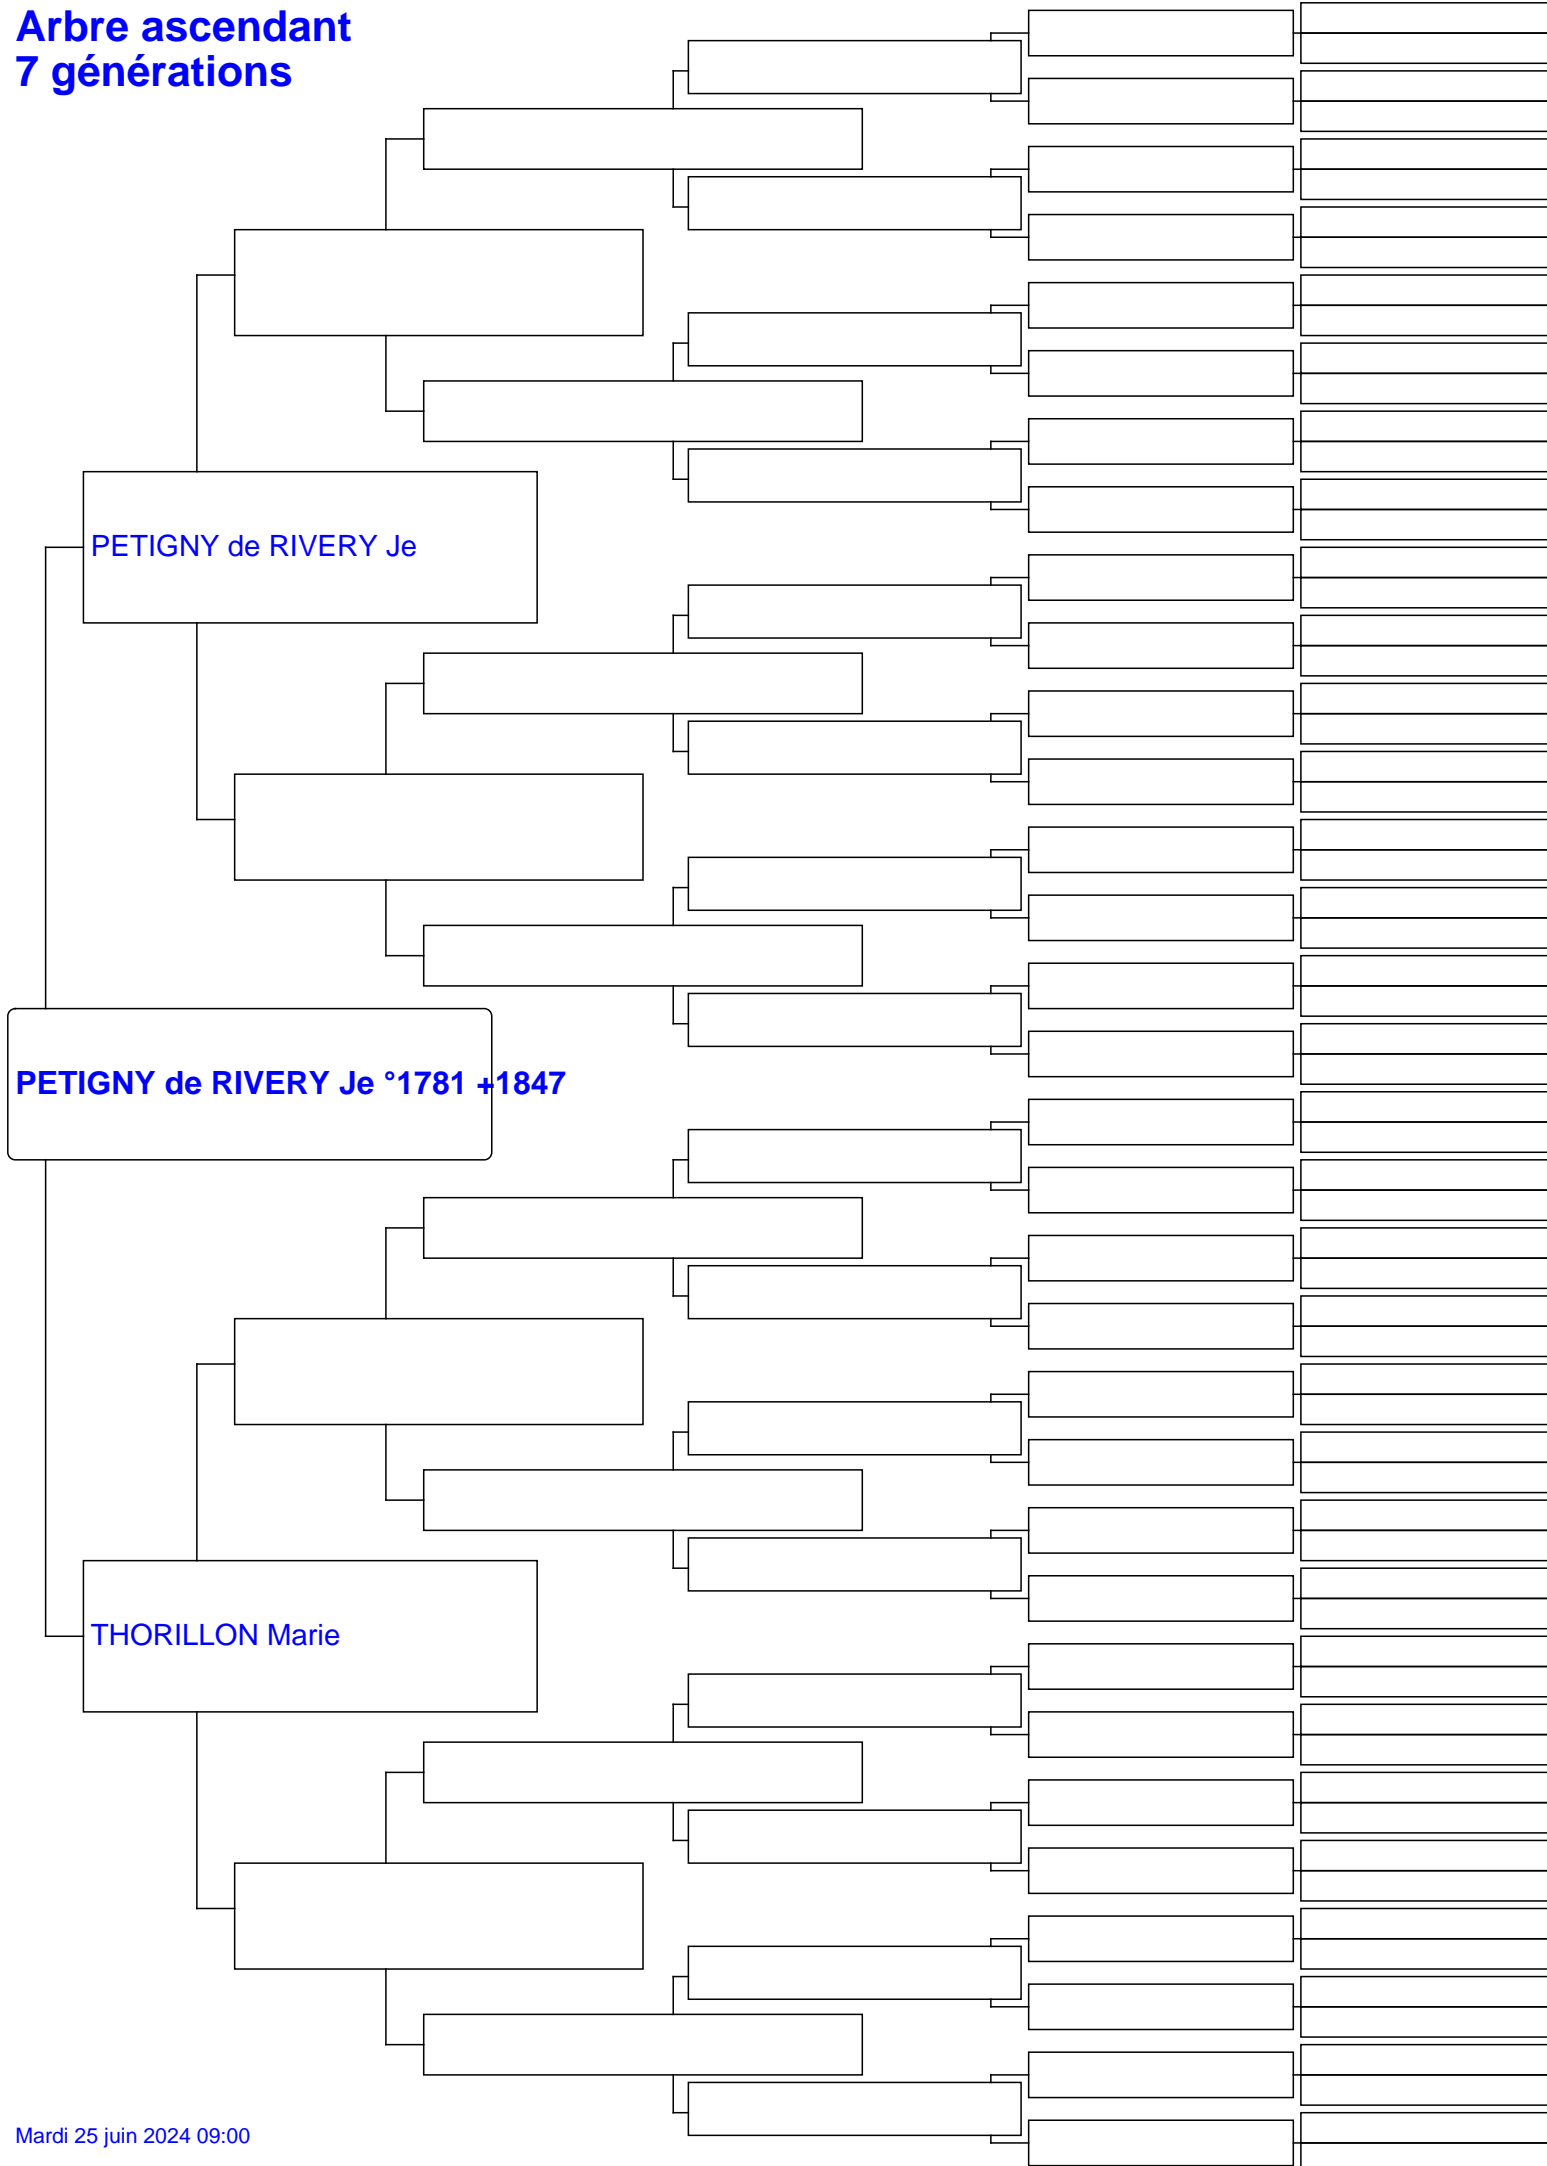 Arbre ascendant
7 générations
PETIGNY de RIVERY Je
PETIGNY de RIVERY Je °1781 +1847
THORILLON Marie
Mardi 25 juin 2024 09:00